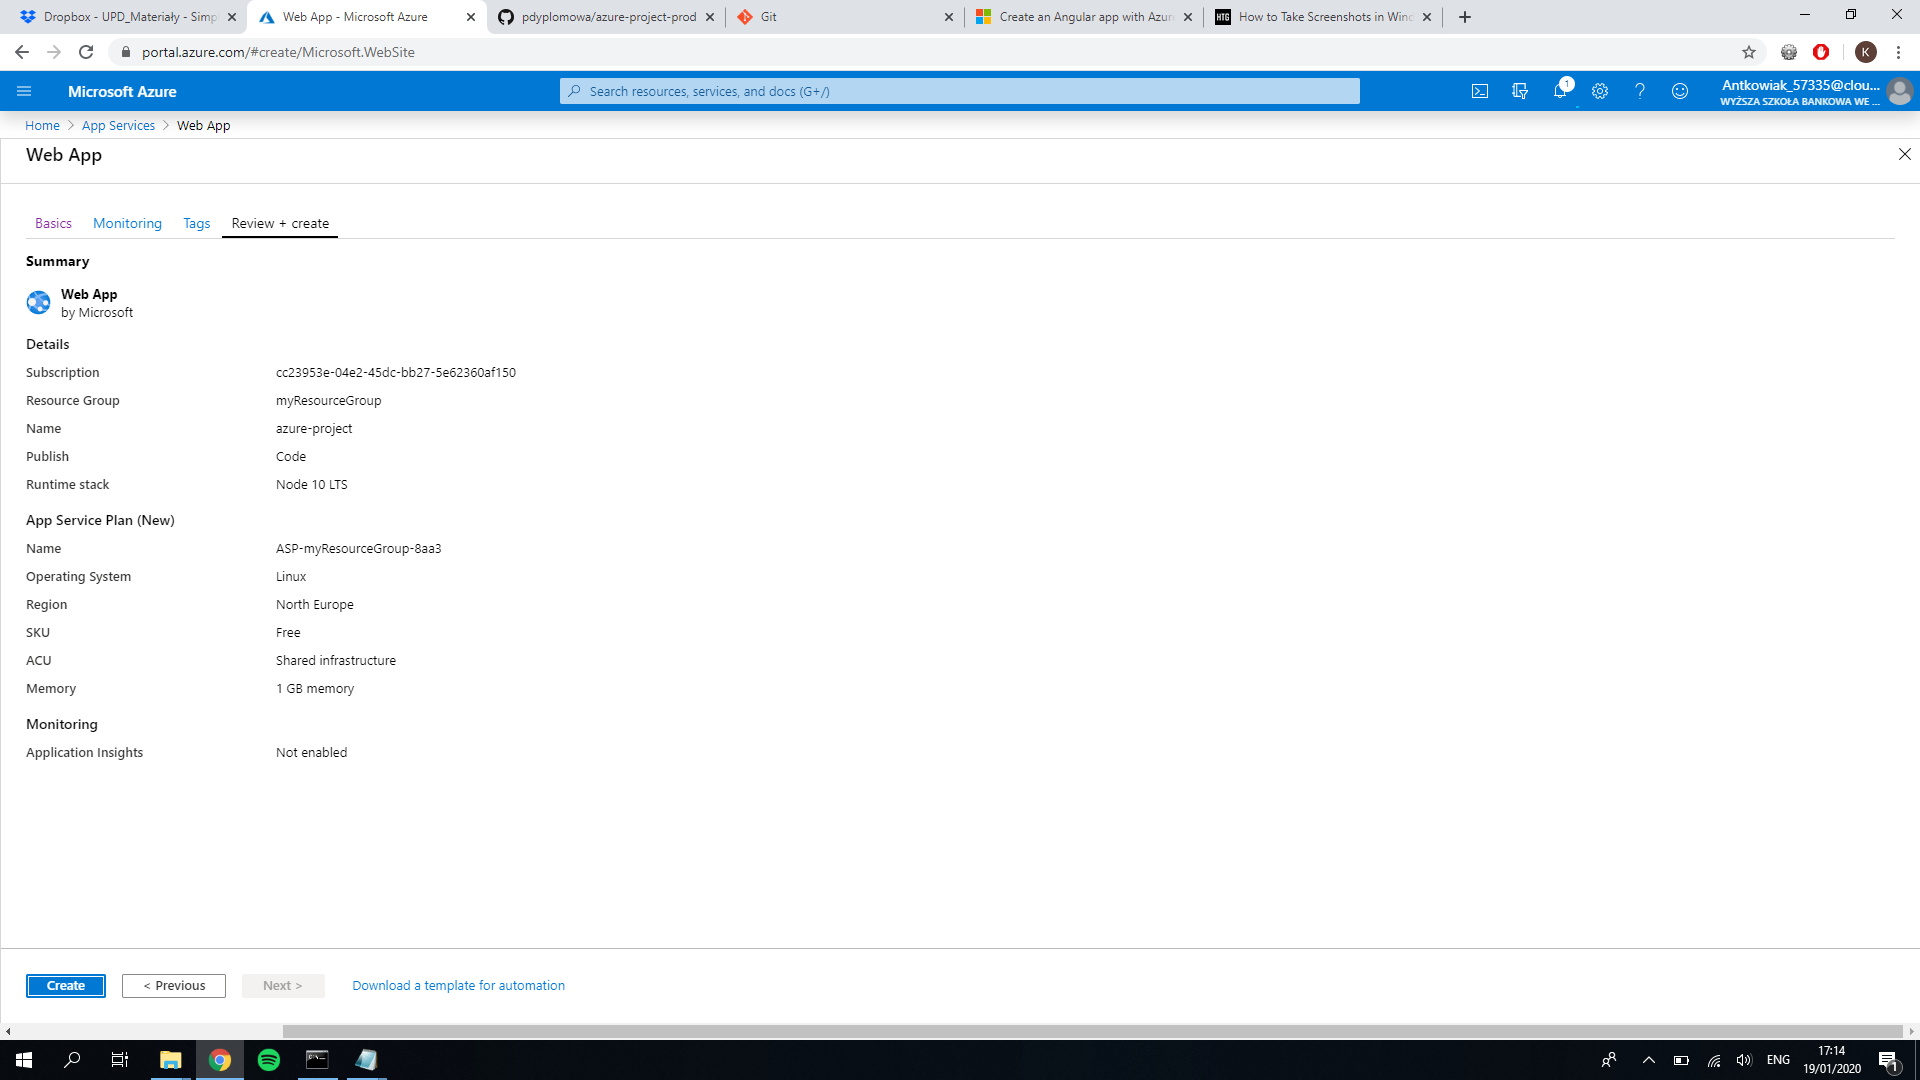 Dropbox - UPD_Materiały - Simpl
Web App - Microsoft Azure
pdyplomowa/azure-project-prod
Git
Create an Angular app with Azur
HTG
How to Take Screenshots in Wind
portal.azure.com/#create/Microsoft.WebSite
K
Microsoft Azure
Search resources, services, and docs (G+/)
1
Antkowiak_57335@clou...
WYŻSZA SZKOŁA BANKOWA WE ...
Home > App Services > Web App
Web App
Basics
Monitoring
Tags
Review + create
Summary
Web App
by Microsoft
Details
Subscription cc23953e-04e2-45dc-bb27-5e62360af150
Resource Group myResourceGroup
Name azure-project
Publish Code
Runtime stack Node 10 LTS
App Service Plan (New)
Name ASP-myResourceGroup-8aa3
Operating System Linux
Region North Europe
SKU Free
ACU Shared infrastructure
Memory 1 GB memory
Monitoring
Application Insights Not enabled
Create
< Previous
Next >
Download a template for automation
ENG
17:14
19/01/2020
1